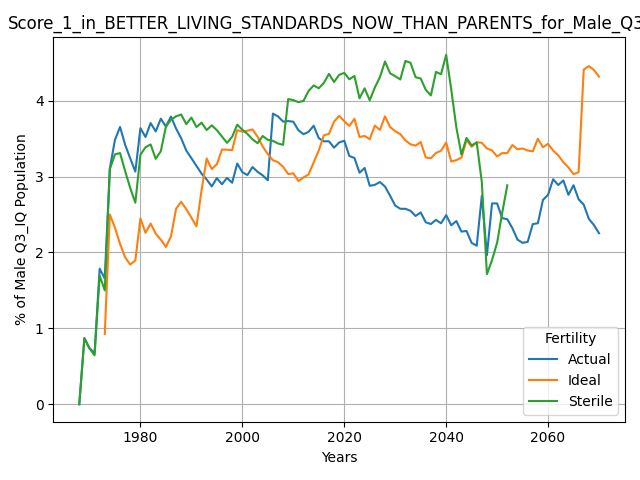 Score_1_in_BETTER_LIVING_STANDARDS_NOW_THAN_PARENTS_for_Male_Q3
% of Male Q3_IQ Population
4
3
2
1
0
1980 2000 2020 2040 2060
Years
Fertility
Actual
Ideal
Sterile